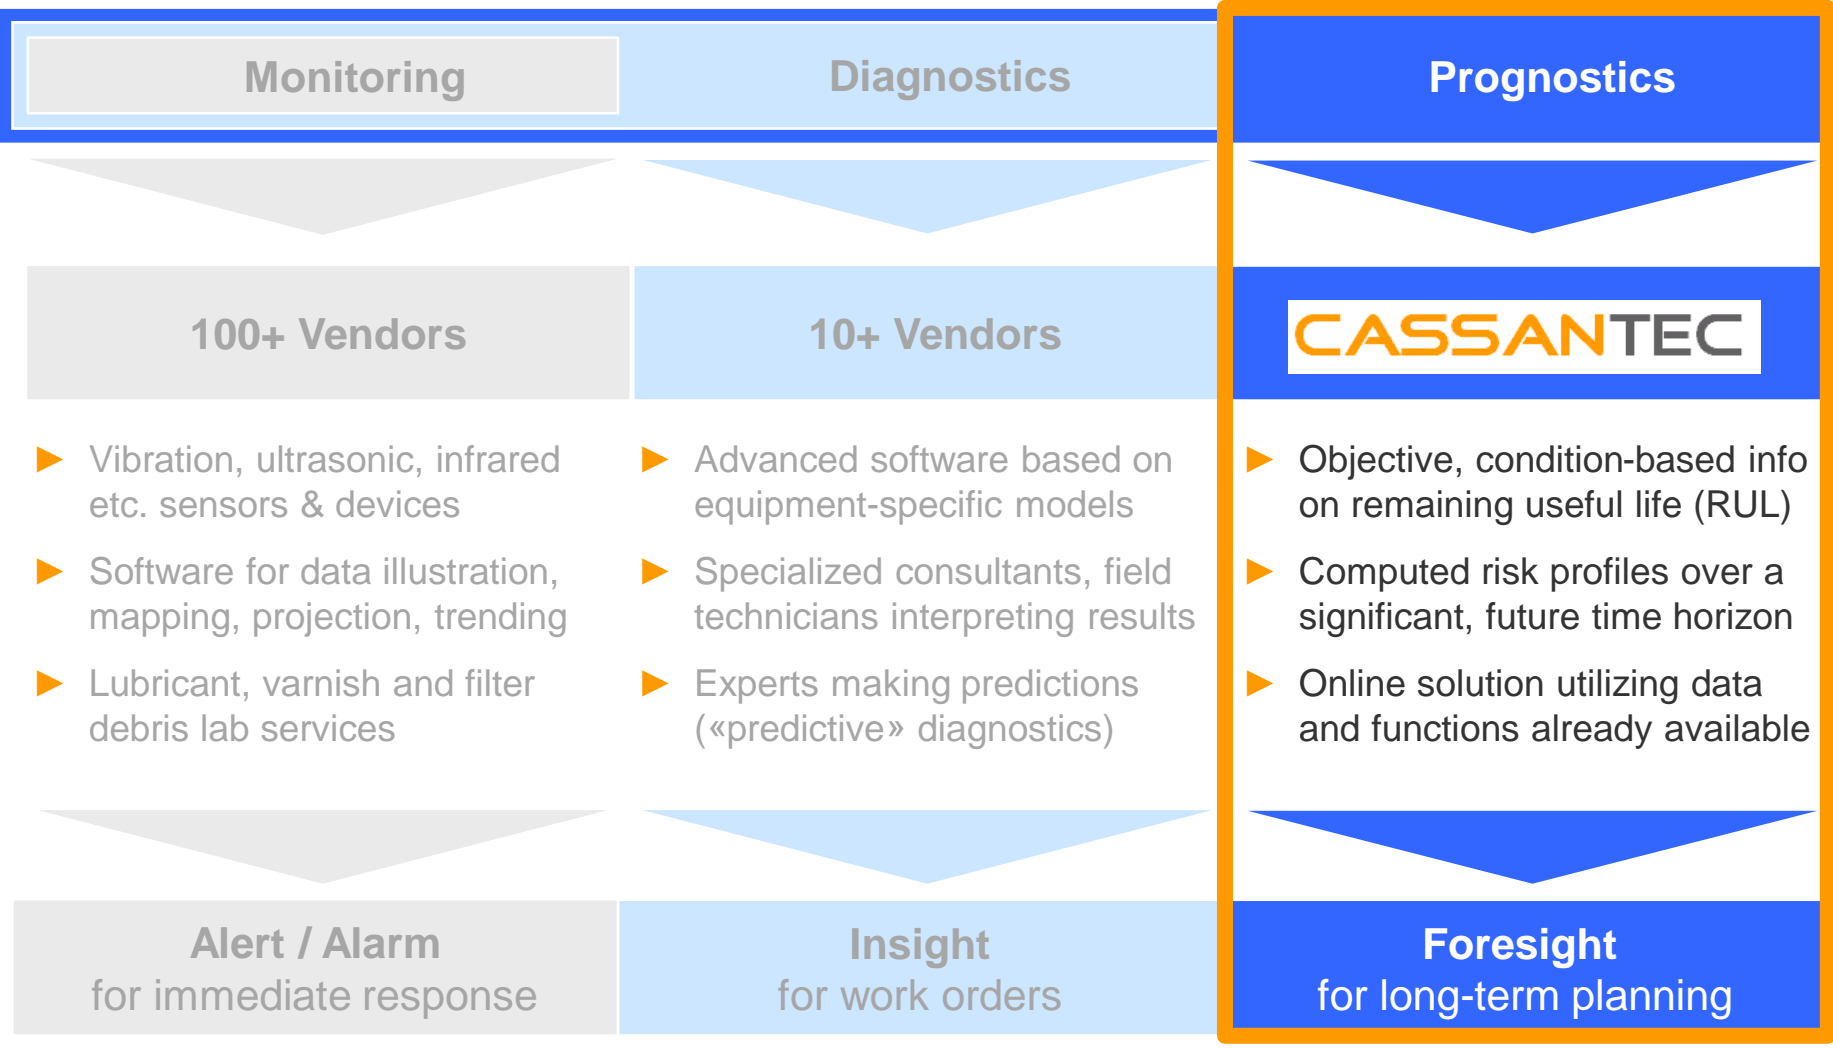 Monitoring
Diagnostics
Prognostics
100+ Vendors
10+ Vendors
CASSANTEC
► Vibration, ultrasonic, infrared
etc. sensors & devices
► Software for data illustration,
mapping, projection, trending
► Lubricant, varnish and filter
debris lab services
► Advanced software based on
equipment-specific models
► Specialized consultants, field
technicians interpreting results
► Experts making predictions
(«predictive» diagnostics)
► Objective, condition-based info
on remaining useful life (RUL)
► Computed risk profiles over a
significant, future time horizon
► Online solution utilizing data
and functions already available
Alert / Alarm
for immediate response
Insight
for work orders
Foresight
for long-term planning